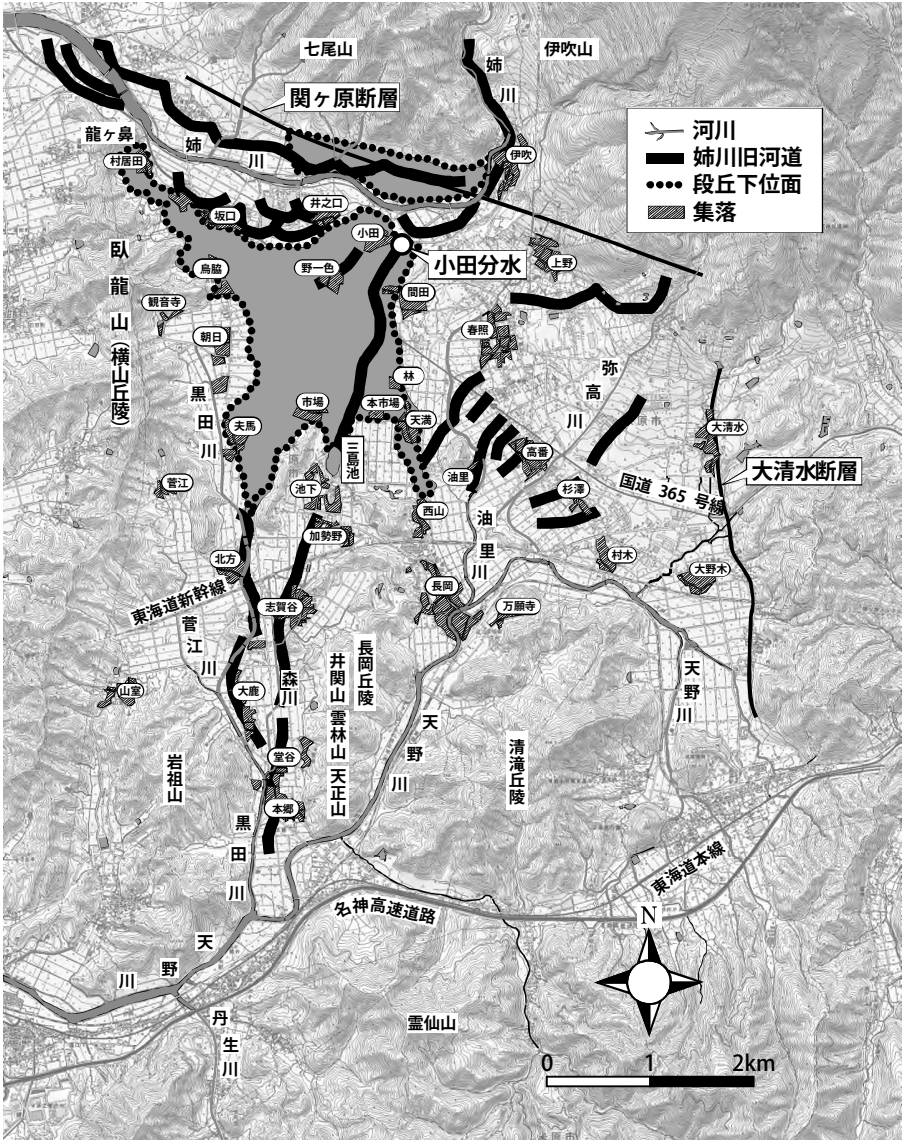 七尾山
伊吹山
関ヶ原断層
姉川
河川
姉川旧河道
段丘下位面
集落
龍ヶ鼻
姉川
村居田
伊吹
坂口
井之口
小田
小田分水
野一色
上野
臥龍山（横山丘陵）
烏脇
間田
観音寺
朝日
春照
弥高川
黒田川
林
市場
本市場
天満
大清水
夫馬
三島池
高番
大清水断層
油里
国道 365 号線
菅江
池下
杉澤
西山
油里川
加勢野
北方
村木
大野木
東海道新幹線
長岡
万願寺
志賀谷
菅江川
長岡丘陵
井関山 雲林山 天正山
山室
大鹿
森川
天野川
天野川
清滝丘陵
岩祖山
堂谷
本郷
黒田川
東海道本線
名神高速道路
N
天野川
丹生川
霊仙山
0 1 2km